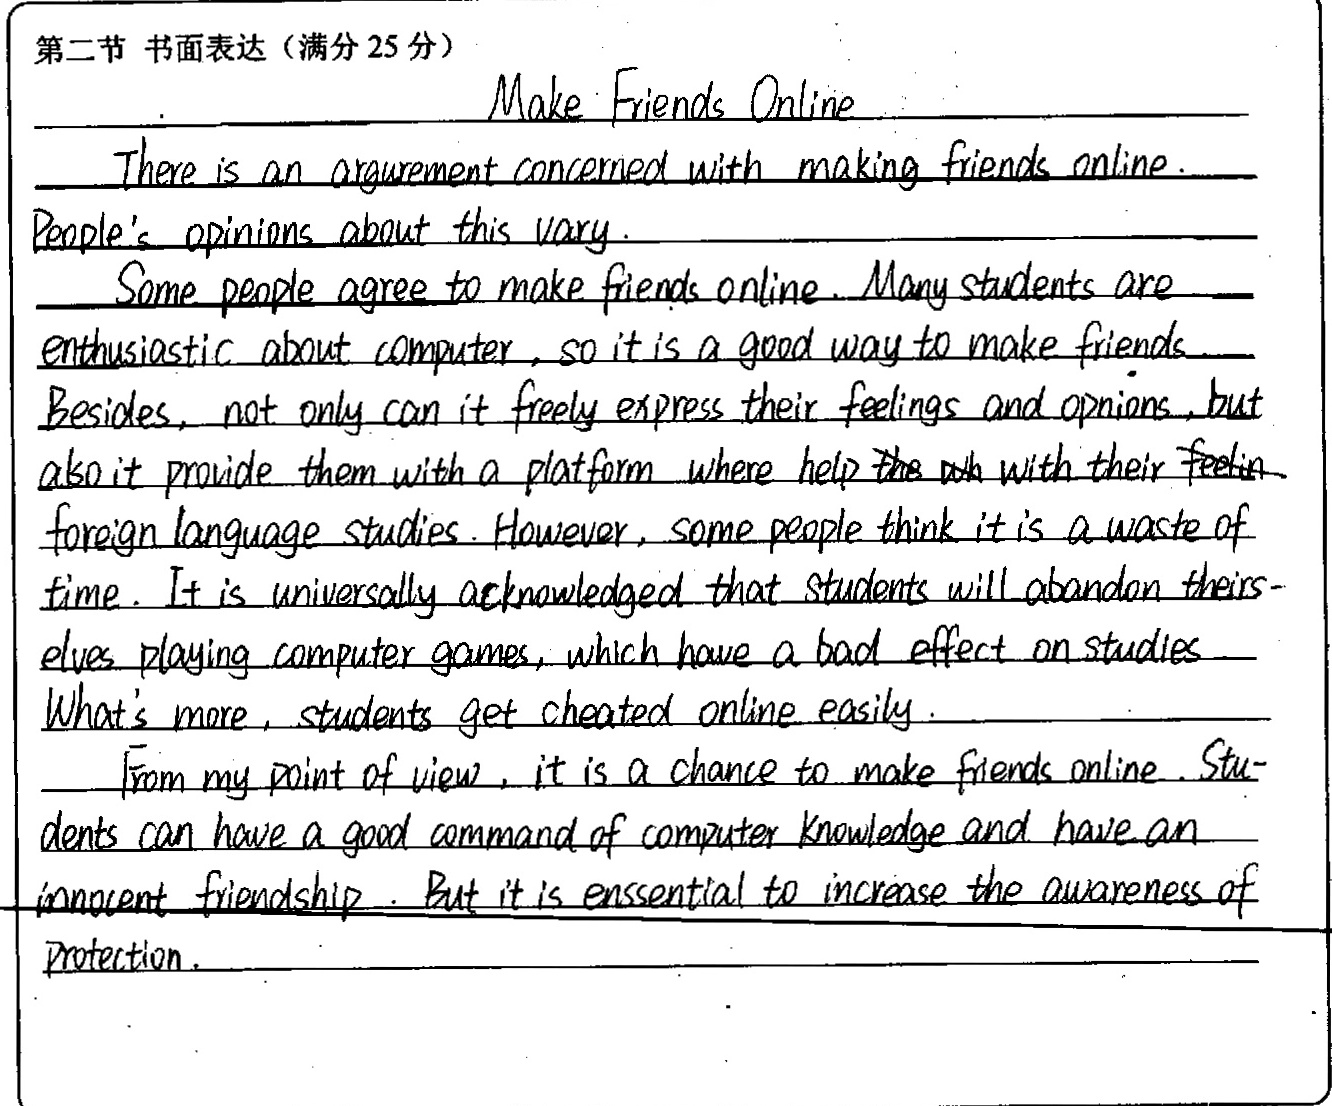 第二节 书面表达（满分 25 分）
Make Friends Online
There is an argurement concerned with making friends online.
People's opinions about this vary.
Some people agree to make friends online. Many students are
enthusiastic about computer, so it is a good way to make friends.
Besides, not only can it freely express their feelings and opnions, but
also it provide them with a platform where help the wh with their feelin
foreign language studies. However, some people think it is a waste of
time. It is universally acknowledged that students will abandon theirs-
elves playing computer games, which have a bad effect on studies
What's more, students get cheated online easily.
From my point of view, it is a chance to make friends online. Stu-
dents can have a good command of computer knowledge and have an
innocent friendship. But it is enssential to increase the awareness of
protection.